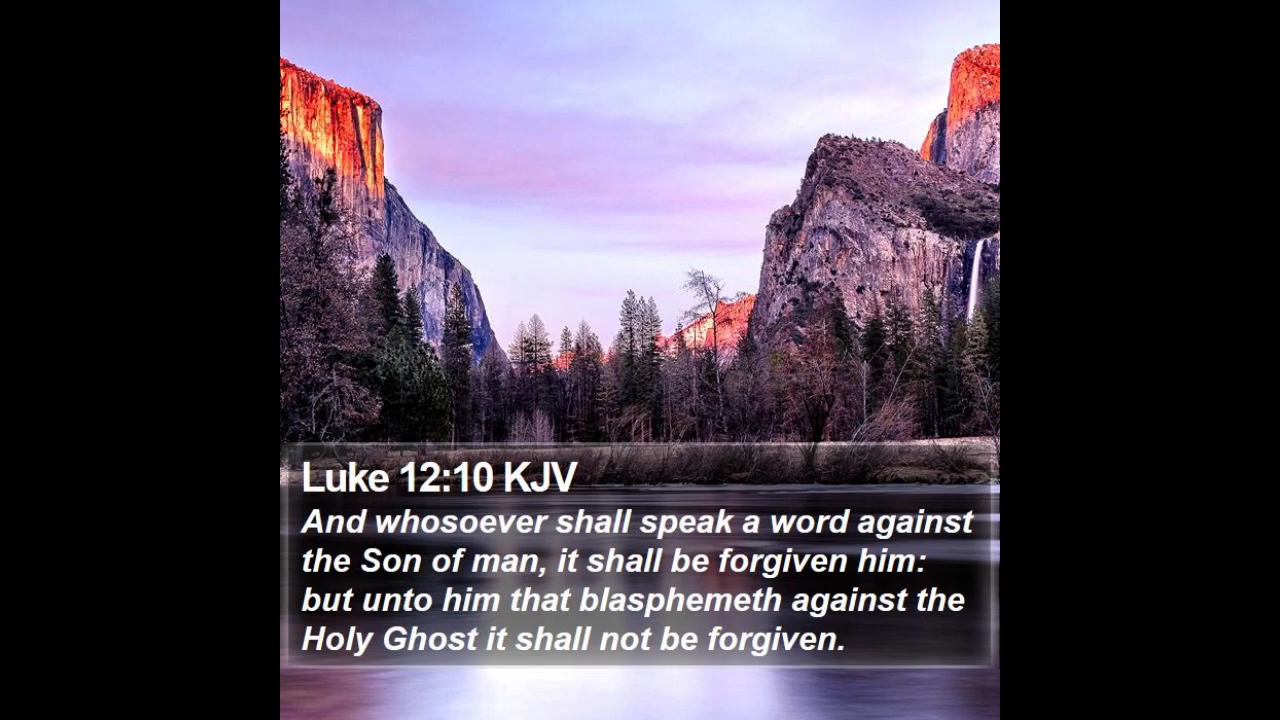 Luke 12:10 KJV
And whosoever shall speak a word against
the Son of man, it shall be forgiven him:
but unto him that blasphemeth against the
Holy Ghost it shall not be forgiven.